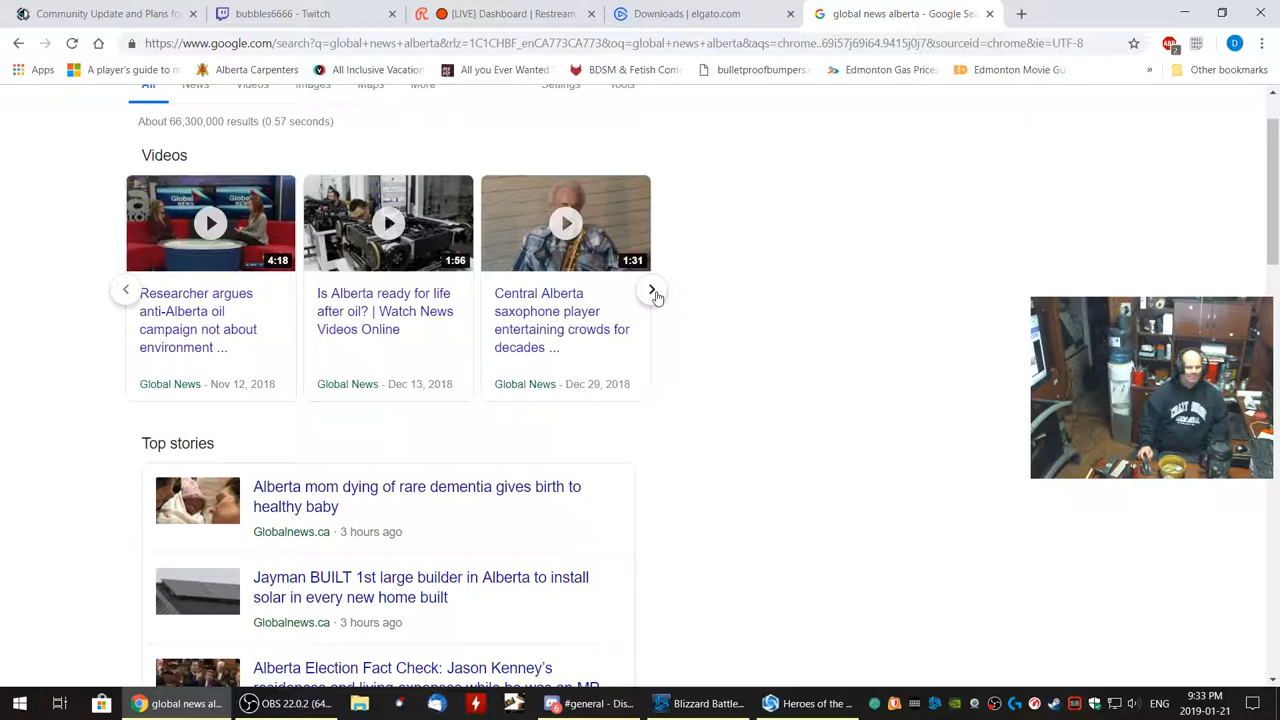 Community Update and Plans fo
bubbles6666 - Twitch
[LIVE] Dashboard | Restream
Downloads | elgato.com
global news alberta - Google Sea
https://www.google.com/search?q=global+news+alberta&rlz=1C1CHBF_enCA773CA773&oq=global+news+alberta&aqs=chrome..69i57j69i64.9415j0j7&sourceid=chrome&ie=UTF-8
D
Apps
A player's guide to m
Alberta Carpenters
All Inclusive Vacation
All you Ever Wanted
BDSM & Fetish Com
bulletproofbumpers.c
Edmonton Gas Prices
Edmonton Movie Gu
»
Other bookmarks
All
News
Videos
Images
Maps
More
Settings
Tools
About 66,300,000 results (0.57 seconds)
Videos
4:18
1:56
1:31
Researcher argues
anti-Alberta oil
campaign not about
environment ...
Global News - Nov 12, 2018
Is Alberta ready for life
after oil? | Watch News
Videos Online
Global News - Dec 13, 2018
Central Alberta
saxophone player
entertaining crowds for
decades ...
Global News - Dec 29, 2018
Top stories
Alberta mom dying of rare dementia gives birth to
healthy baby
Globalnews.ca · 3 hours ago
Jayman BUILT 1st large builder in Alberta to install
solar in every new home built
Globalnews.ca · 3 hours ago
Alberta Election Fact Check: Jason Kenney's
residences and living expenses while he was an MP
global news al...
OBS 22.0.2 (64...
#general - Dis...
Blizzard Battle...
Heroes of the ...
ENG
9:33 PM
2019-01-21